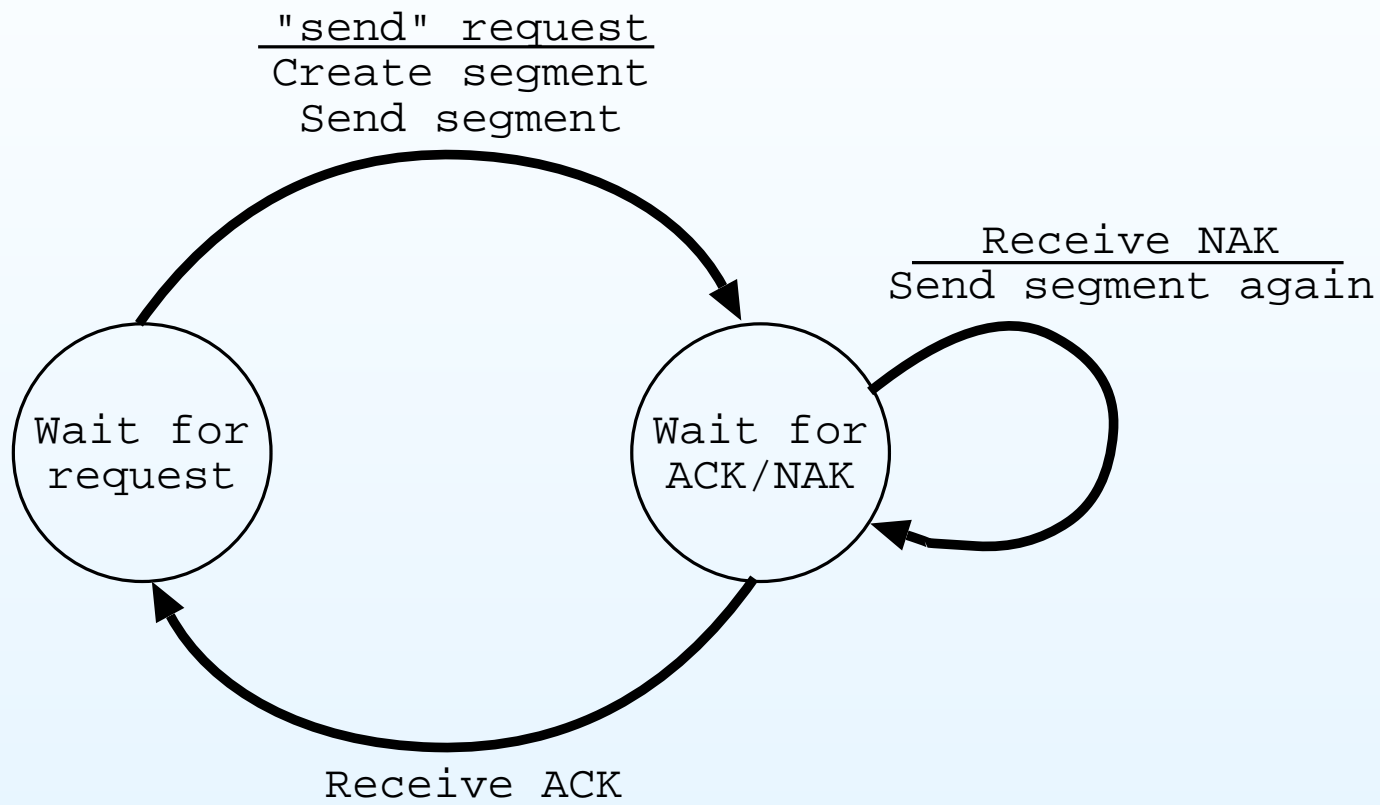 "send" request
Create segment
Send segment
Receive NAK
Send segment again
Wait for
request
Wait for
ACK/NAK
Receive ACK